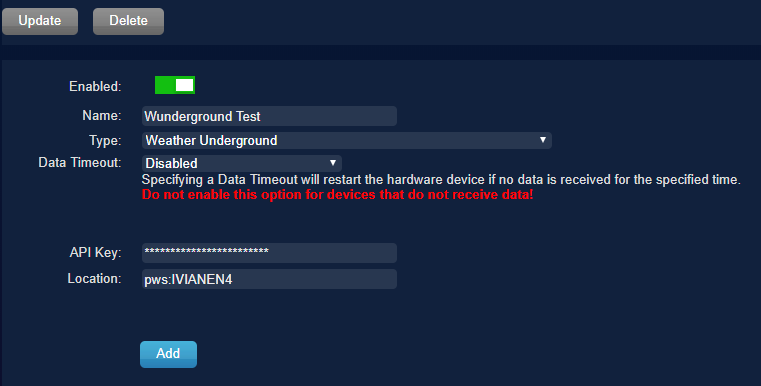 Update Delete
Enabled:
Name: Wunderground Test
Type: Weather Underground
Data Timeout: Disabled
Specifying a Data Timeout will restart the hardware device if no data is received for the specified time.
Do not enable this option for devices that do not receive data!
API Key: ************************
Location: pws:IVIANEN4
Add